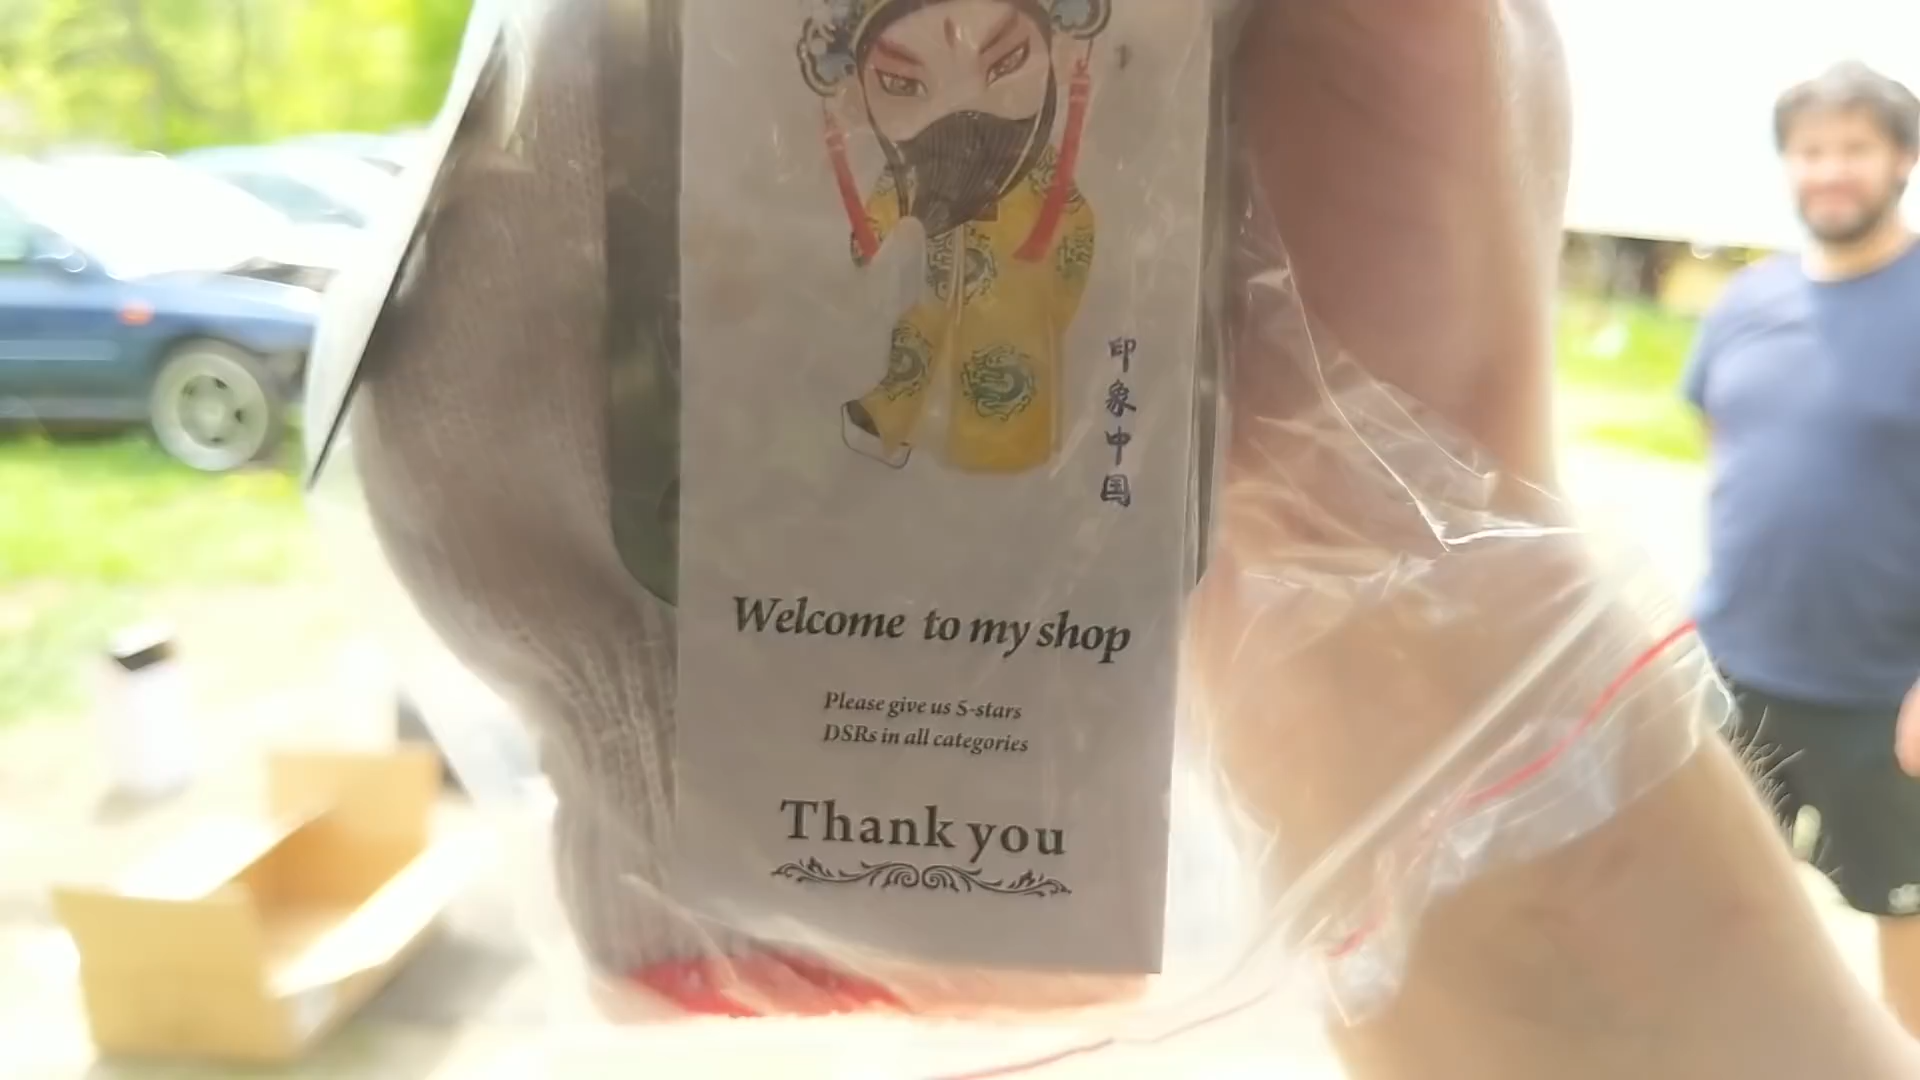 印象中国
Welcome to my shop
Please give us 5-stars
DSRs in all categories
Thank you